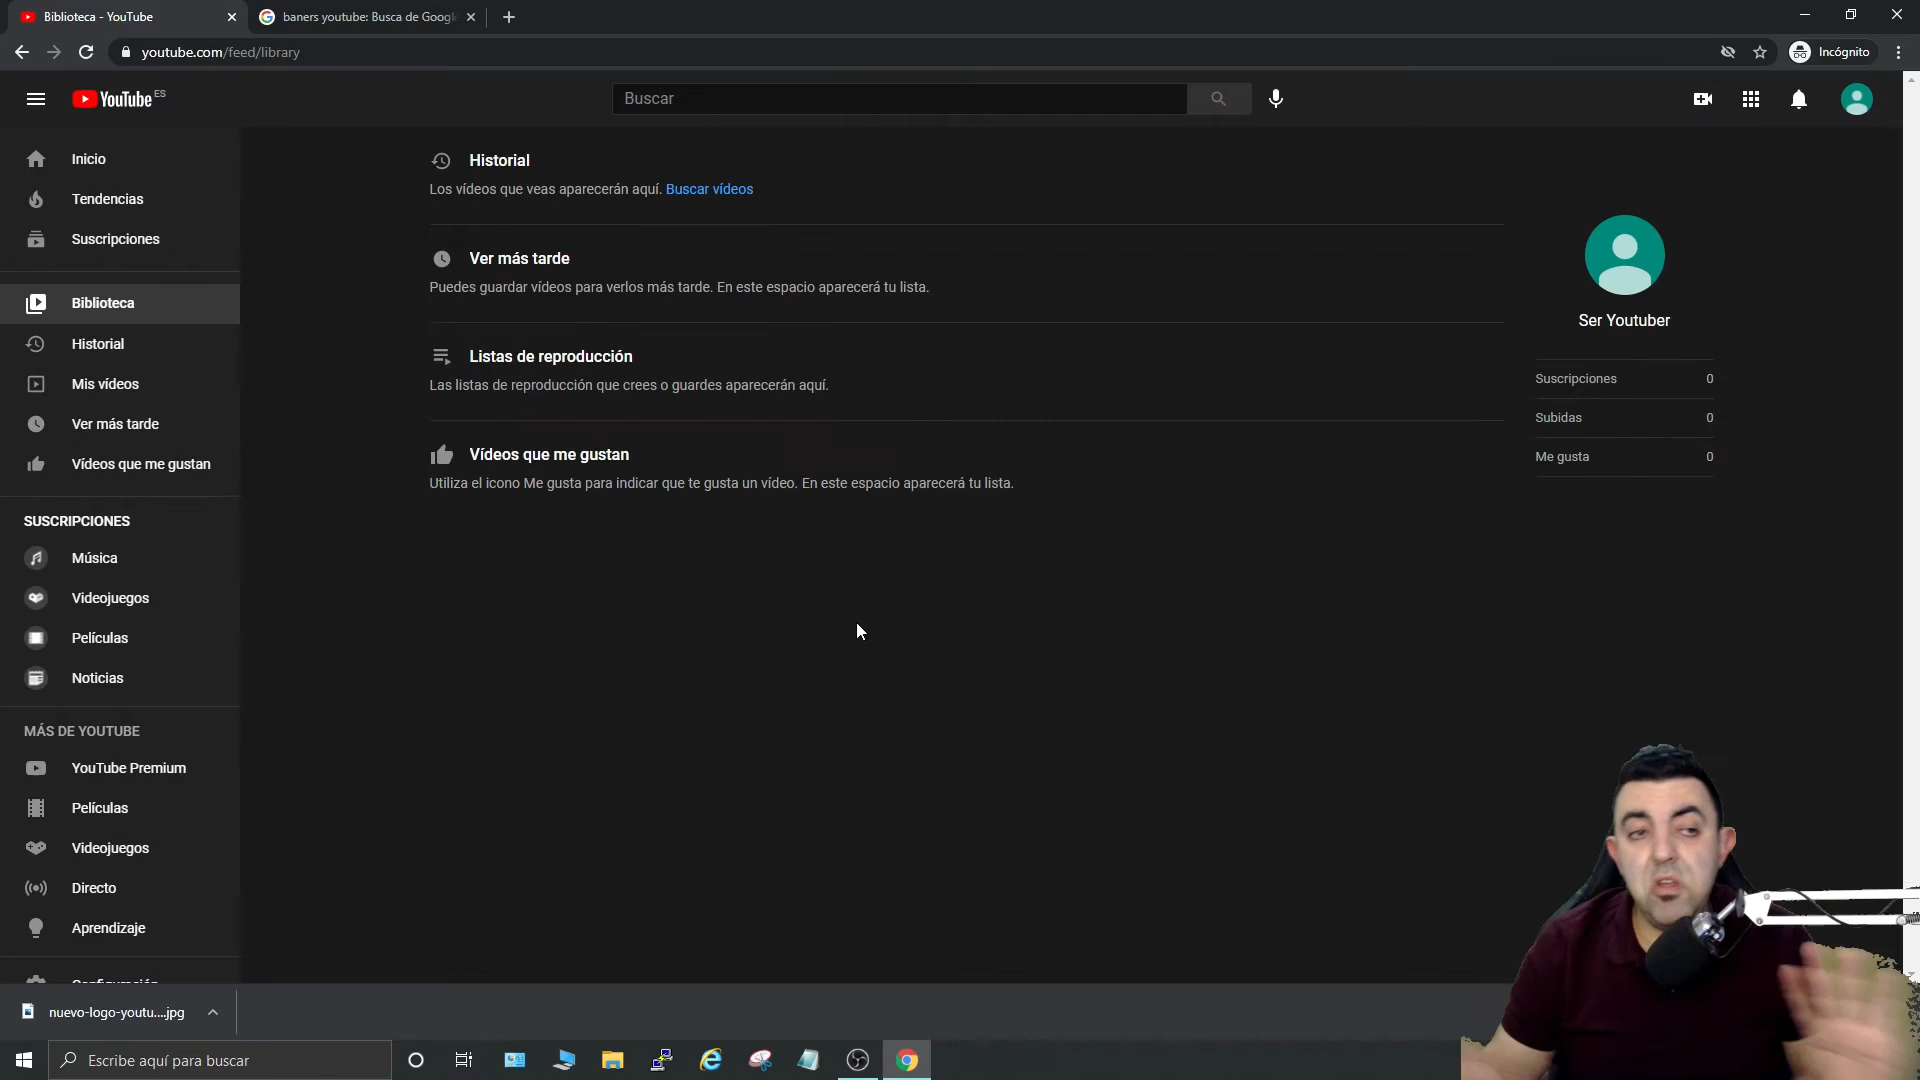 Biblioteca - YouTube
baners youtube: Busca de Google
youtube.com/feed/library
Incógnito
YouTube ES
Buscar
Inicio
Tendencias
Suscripciones
Biblioteca
Historial
Mis vídeos
Ver más tarde
Vídeos que me gustan
SUSCRIPCIONES
Música
Videojuegos
Películas
Noticias
MÁS DE YOUTUBE
YouTube Premium
Películas
Videojuegos
Directo
Aprendizaje
Configuración
Historial
Los vídeos que veas aparecerán aquí. Buscar vídeos
Ver más tarde
Puedes guardar vídeos para verlos más tarde. En este espacio aparecerá tu lista.
Listas de reproducción
Las listas de reproducción que crees o guardes aparecerán aquí.
Vídeos que me gustan
Utiliza el icono Me gusta para indicar que te gusta un vídeo. En este espacio aparecerá tu lista.
Ser Youtuber
Suscripciones 0
Subidas 0
Me gusta 0
nuevo-logo-youtu....jpg
Escribe aquí para buscar